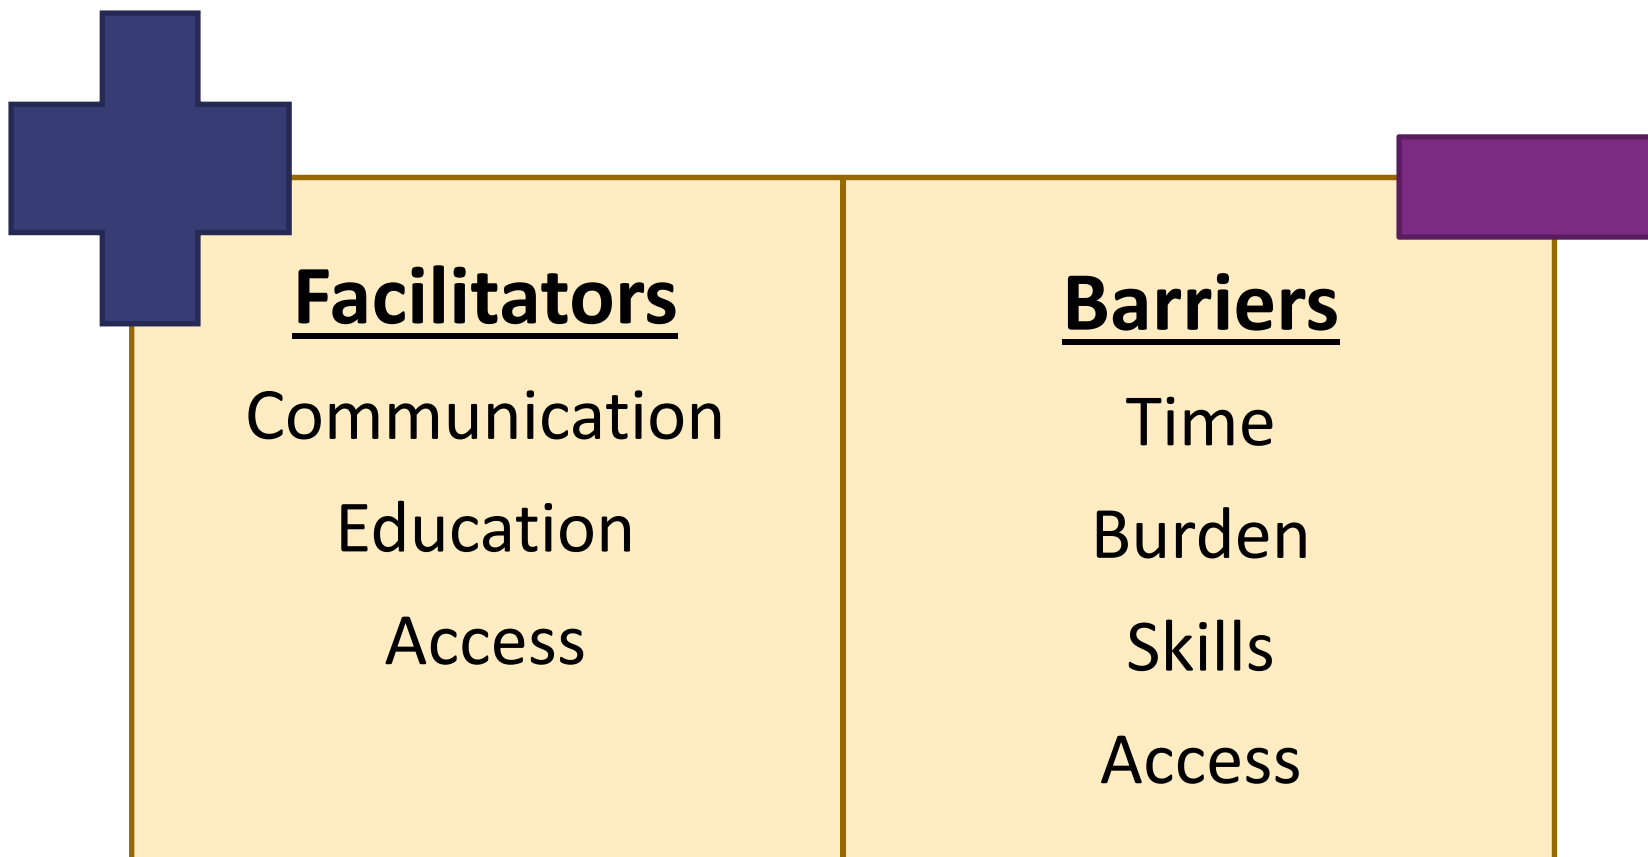 Facilitators
Communication
Education
Access
Barriers
Time
Burden
Skills
Access